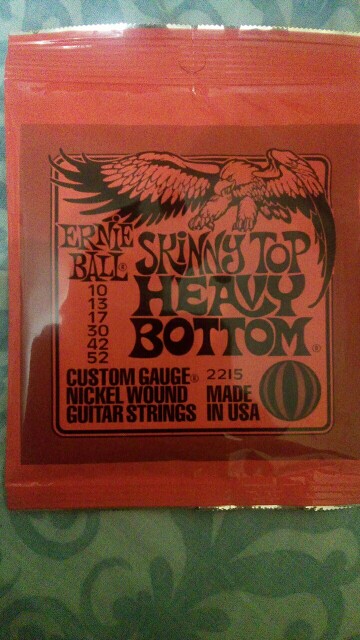 ERNIE
BALL®
SKINNY TOP
HEAVY
BOTTOM®
10
13
17
30
42
52
CUSTOM GAUGE® 2215
NICKEL WOUND MADE
GUITAR STRINGS IN USA